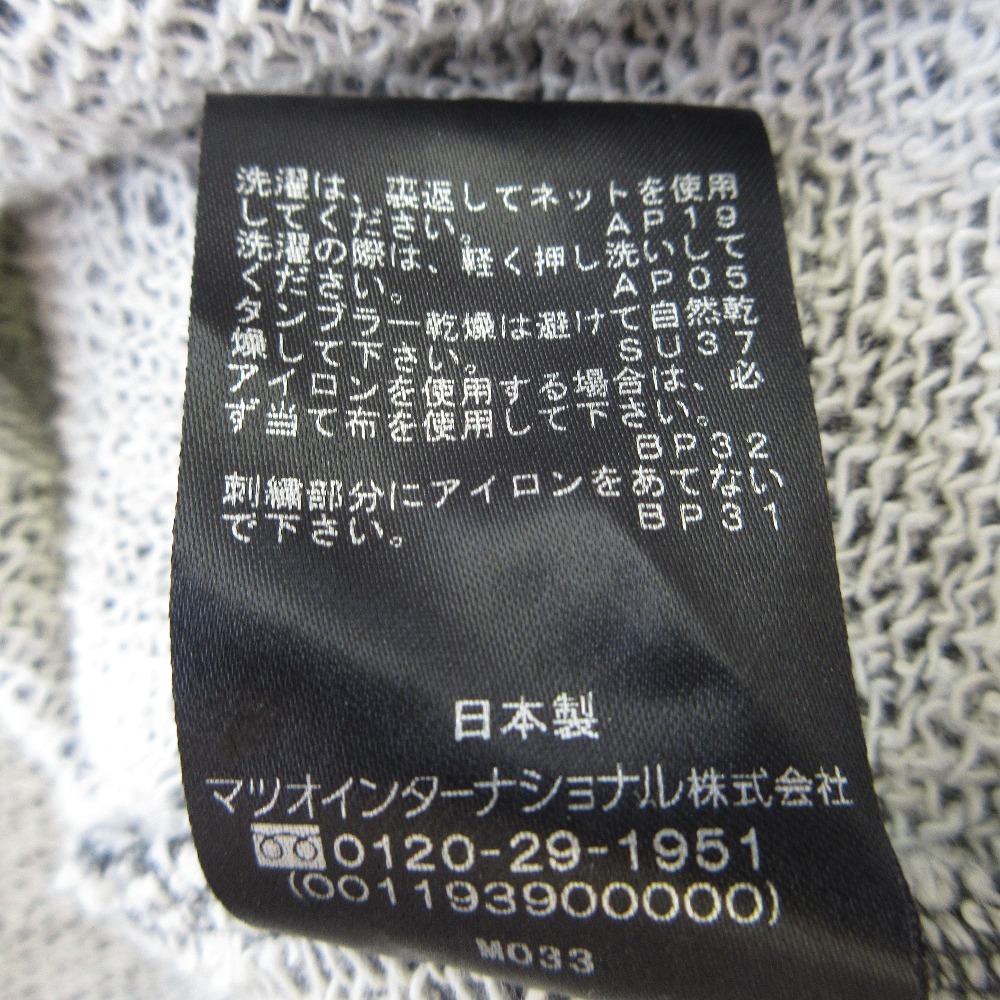 洗濯は、裏返してネットを使用
してください。 AP19
洗濯の際は、軽く押し洗いして
ください。 AP05
タンブラー乾燥は避けて自然乾
燥して下さい。 SU37
アイロンを使用する場合は、必
ず当て布を使用して下さい。
BP32
刺繍部分にアイロンをあてない
で下さい。 BP31
日本製
マツオインターナショナル株式会社
0120-29-1951
(001193900000)
M033